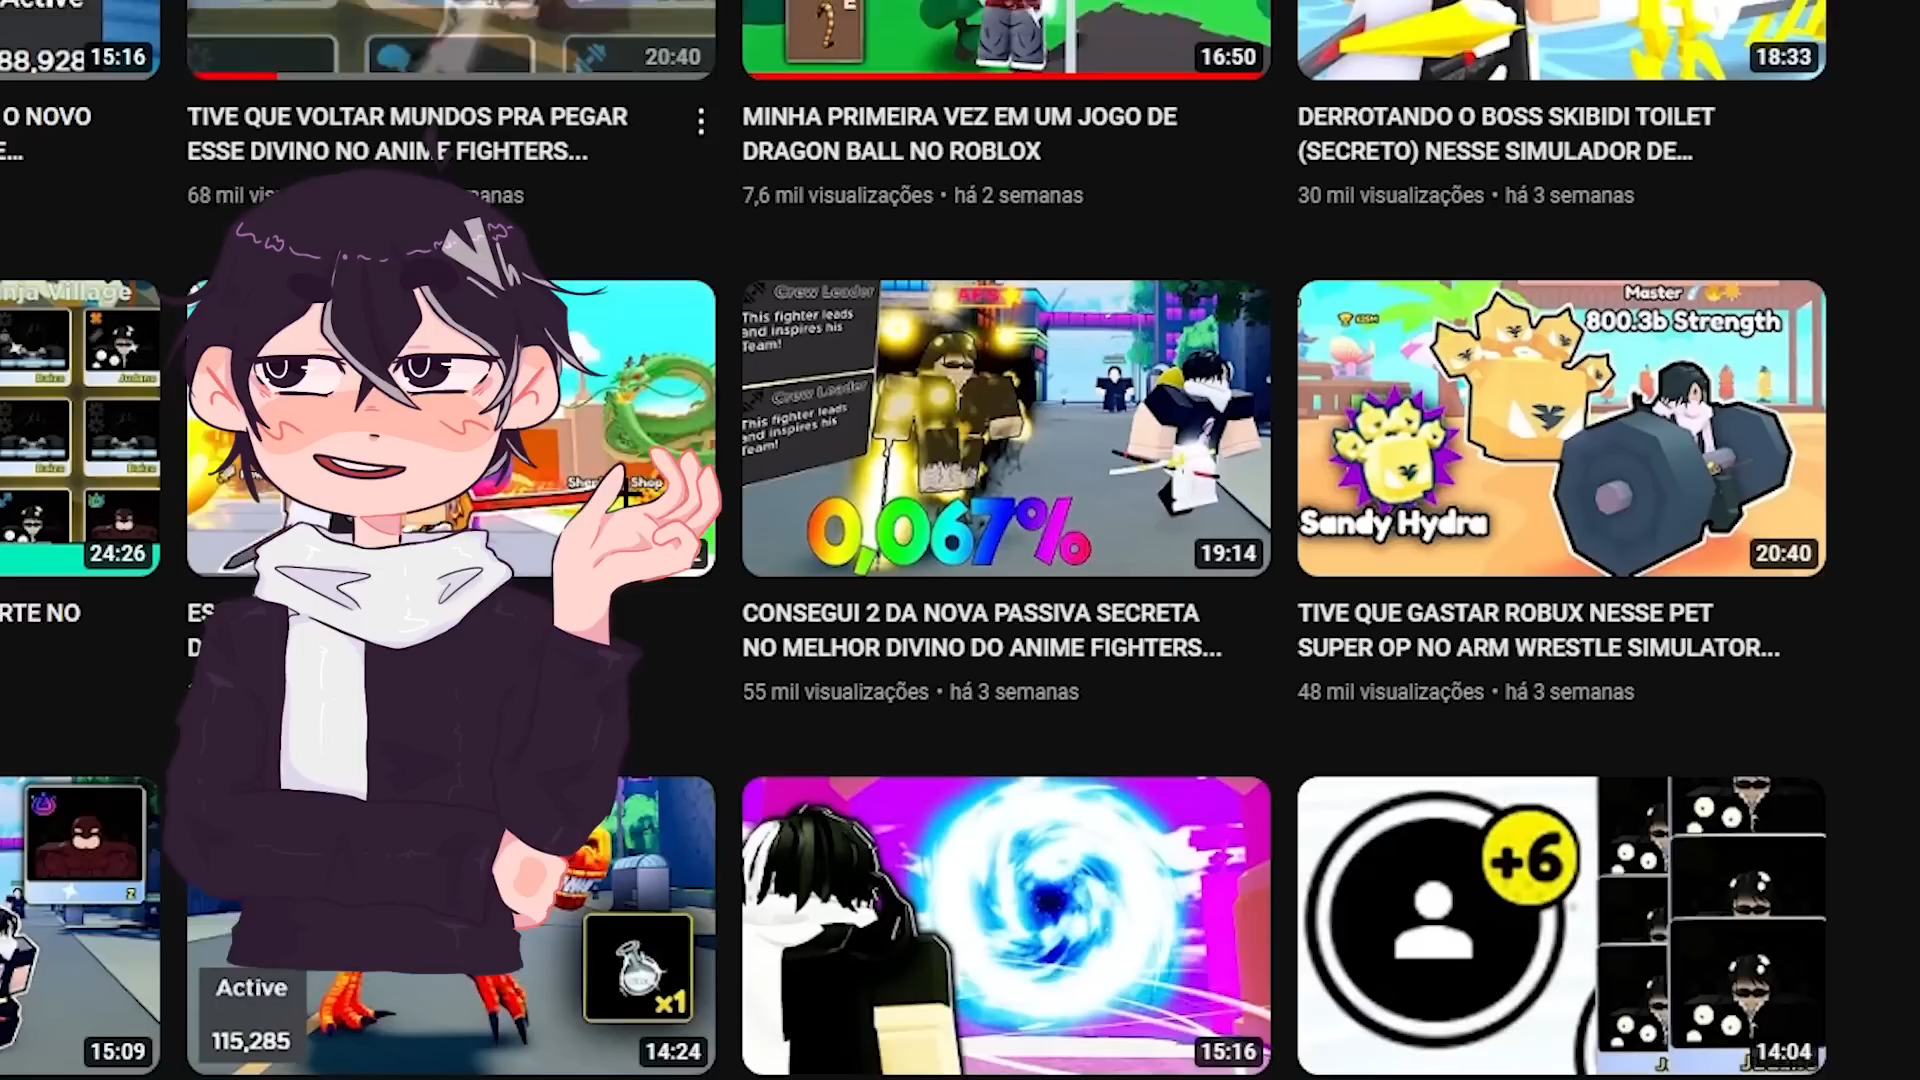 Active
88,928
15:16
20:40
E
16:50
18:33
O NOVO
E...
TIVE QUE VOLTAR MUNDOS PRA PEGAR
ESSE DIVINO NO ANIME FIGHTERS...
68 mil
MINHA PRIMEIRA VEZ EM UM JOGO DE
DRAGON BALL NO ROBLOX
7,6 mil visualizações • há 2 semanas
DERROTANDO O BOSS SKIBIDI TOILET
(SECRETO) NESSE SIMULADOR DE...
30 mil visualizações • há 3 semanas
Village
24:26
Shop
Crew Leader
This fighter leads
and inspires his
Team!
Crew Leader
This fighter leads
and inspires his
Team!
0,067%
19:14
Master
800.3b Strength
Sandy Hydra
20:40
RTE NO
ES
D
CONSEGUI 2 DA NOVA PASSIVA SECRETA
NO MELHOR DIVINO DO ANIME FIGHTERS...
55 mil visualizações • há 3 semanas
TIVE QUE GASTAR ROBUX NESSE PET
SUPER OP NO ARM WRESTLE SIMULATOR...
48 mil visualizações • há 3 semanas
Z
15:09
Active
115,285
x1
14:24
15:16
+6
14:04